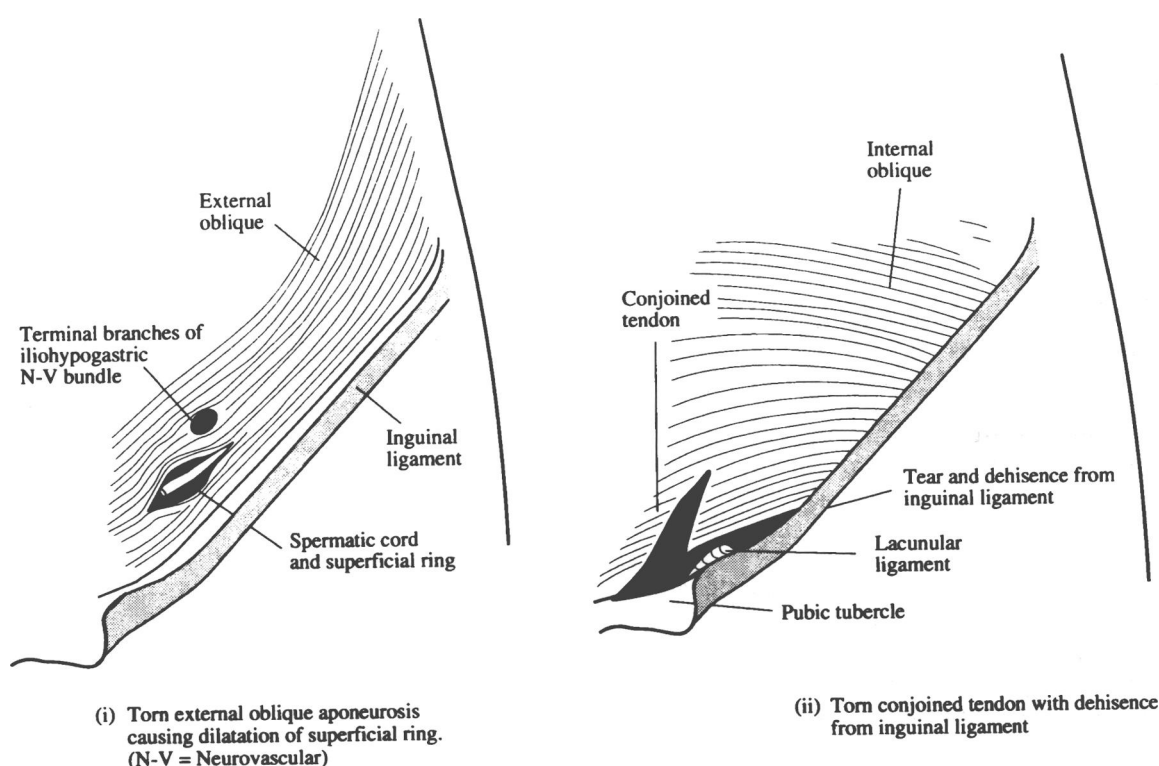 External
oblique
Terminal branches of
iliohypogastric
N-V bundle
Inguinal
ligament
Spermatic cord
and superficial ring
(i) Torn external oblique aponeurosis
causing dilatation of superficial ring.
(N-V = Neurovascular)
Internal
oblique
Conjoined
tendon
Tear and dehisence from
inguinal ligament
Lacunular
ligament
Pubic tubercle
(ii) Torn conjoined tendon with dehisence
from inguinal ligament